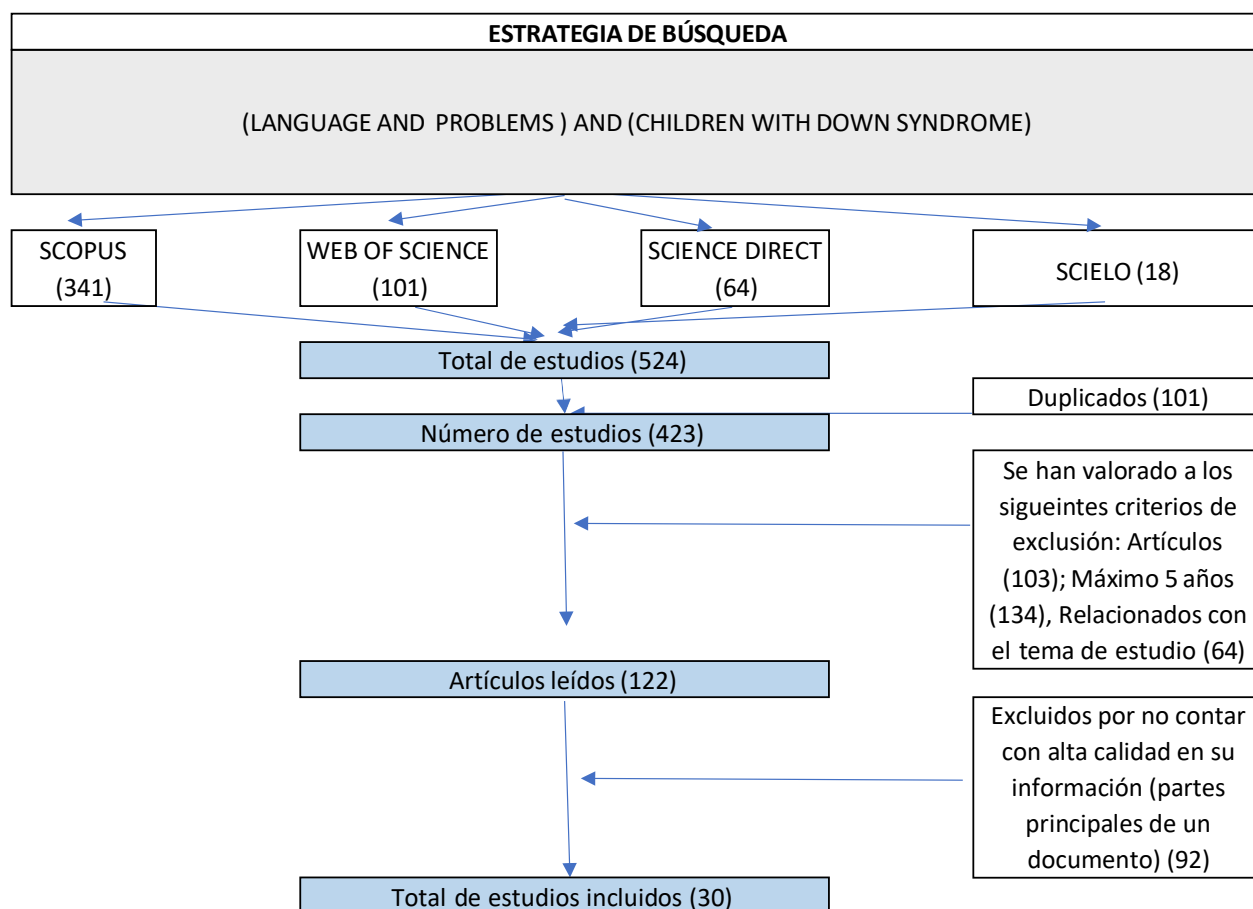 ESTRATEGIA DE BÚSQUEDA
(LANGUAGE AND PROBLEMS ) AND (CHILDREN WITH DOWN SYNDROME)
SCOPUS
(341)
WEB OF SCIENCE
(101)
SCIENCE DIRECT
(64)
SCIELO (18)
Total de estudios (524)
Duplicados (101)
Número de estudios (423)
Se han valorado a los
sigueintes criterios de
exclusión: Artículos
(103); Máximo 5 años
(134), Relacionados con
el tema de estudio (64)
Artículos leídos (122)
Excluidos por no contar
con alta calidad en su
información (partes
principales de un
documento) (92)
Total de estudios incluidos (30)